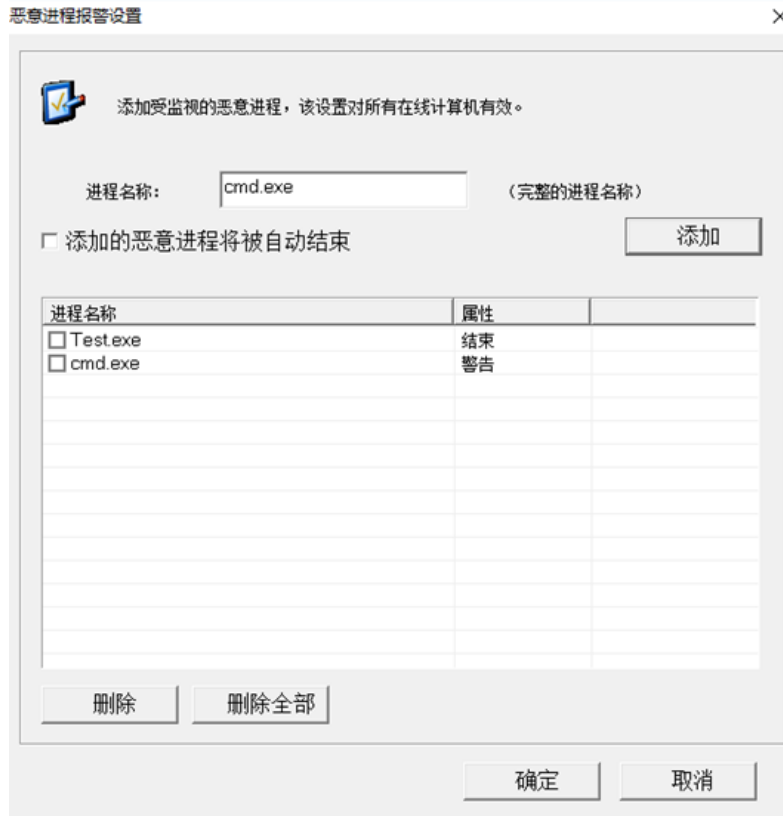 恶意进程报警设置
添加受监视的恶意进程，该设置对所有在线计算机有效。
进程名称： cmd.exe （完整的进程名称）
添加的恶意进程将被自动结束 添加
进程名称 属性
Test.exe 结束
cmd.exe 警告
删除 删除全部
确定 取消